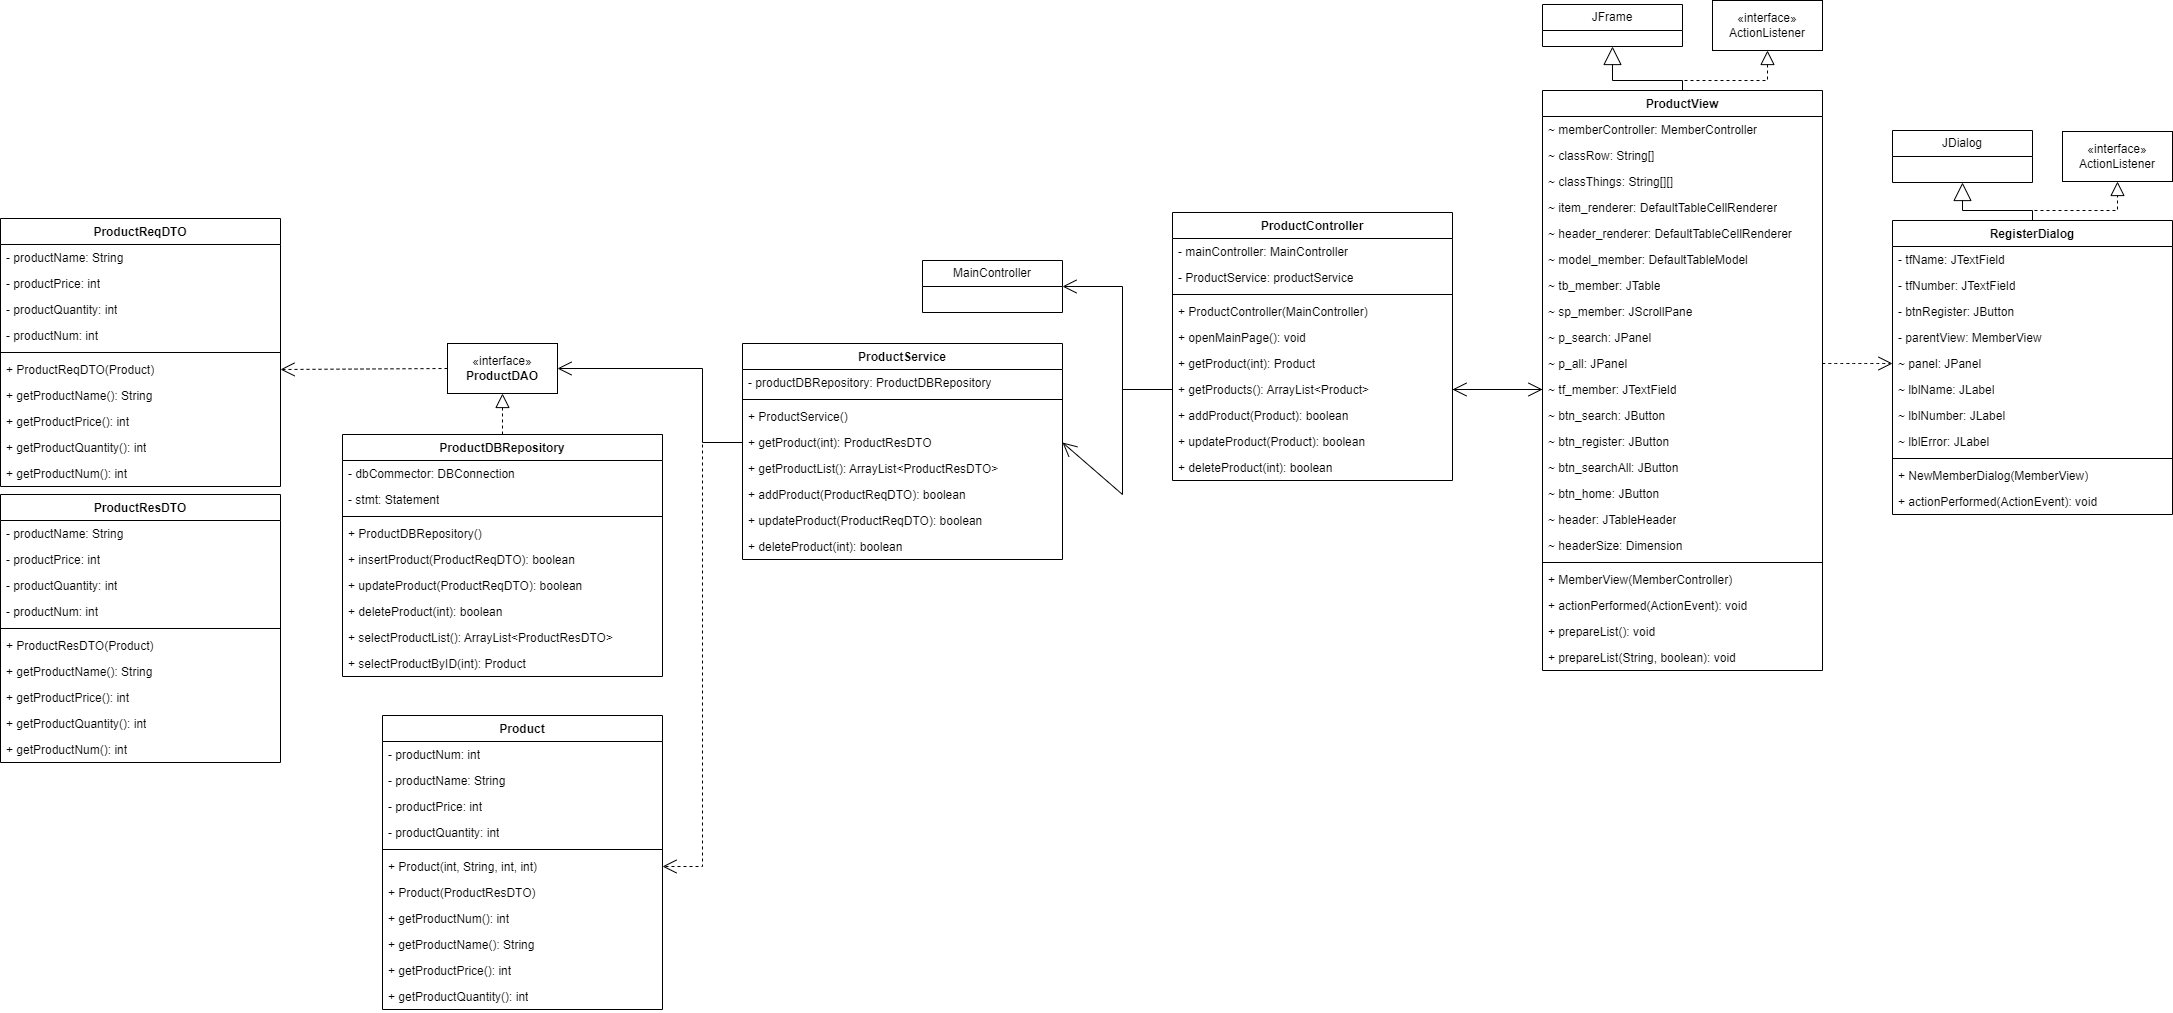 JFrame
«interface»
ActionListener
ProductView
~ memberController: MemberController
~ classRow: String[]
~ classThings: String[][]
~ item_renderer: DefaultTableCellRenderer
~ header_renderer: DefaultTableCellRenderer
~ model_member: DefaultTableModel
~ tb_member: JTable
~ sp_member: JScrollPane
~ p_search: JPanel
~ p_all: JPanel
~ tf_member: JTextField
~ btn_search: JButton
~ btn_register: JButton
~ btn_searchAll: JButton
~ btn_home: JButton
~ header: JTableHeader
~ headerSize: Dimension
+ MemberView(MemberController)
+ actionPerformed(ActionEvent): void
+ prepareList(): void
+ prepareList(String, boolean): void
JDialog
«interface»
ActionListener
RegisterDialog
- tfName: JTextField
- tfNumber: JTextField
- btnRegister: JButton
- parentView: MemberView
~ panel: JPanel
~ lblName: JLabel
~ lblNumber: JLabel
~ lblError: JLabel
+ NewMemberDialog(MemberView)
+ actionPerformed(ActionEvent): void
ProductController
- mainController: MainController
- ProductService: productService
+ ProductController(MainController)
+ openMainPage(): void
+ getProduct(int): Product
+ getProducts(): ArrayList<Product>
+ addProduct(Product): boolean
+ updateProduct(Product): boolean
+ deleteProduct(int): boolean
MainController
ProductService
- productDBRepository: ProductDBRepository
+ ProductService()
+ getProduct(int): ProductResDTO
+ getProductList(): ArrayList<ProductResDTO>
+ addProduct(ProductReqDTO): boolean
+ updateProduct(ProductReqDTO): boolean
+ deleteProduct(int): boolean
«interface»
ProductDAO
ProductDBRepository
- dbCommector: DBConnection
- stmt: Statement
+ ProductDBRepository()
+ insertProduct(ProductReqDTO): boolean
+ updateProduct(ProductReqDTO): boolean
+ deleteProduct(int): boolean
+ selectProductList(): ArrayList<ProductResDTO>
+ selectProductByID(int): Product
ProductReqDTO
- productName: String
- productPrice: int
- productQuantity: int
- productNum: int
+ ProductReqDTO(Product)
+ getProductName(): String
+ getProductPrice(): int
+ getProductQuantity(): int
+ getProductNum(): int
ProductResDTO
- productName: String
- productPrice: int
- productQuantity: int
- productNum: int
+ ProductResDTO(Product)
+ getProductName(): String
+ getProductPrice(): int
+ getProductQuantity(): int
+ getProductNum(): int
Product
- productNum: int
- productName: String
- productPrice: int
- productQuantity: int
+ Product(int, String, int, int)
+ Product(ProductResDTO)
+ getProductNum(): int
+ getProductName(): String
+ getProductPrice(): int
+ getProductQuantity(): int